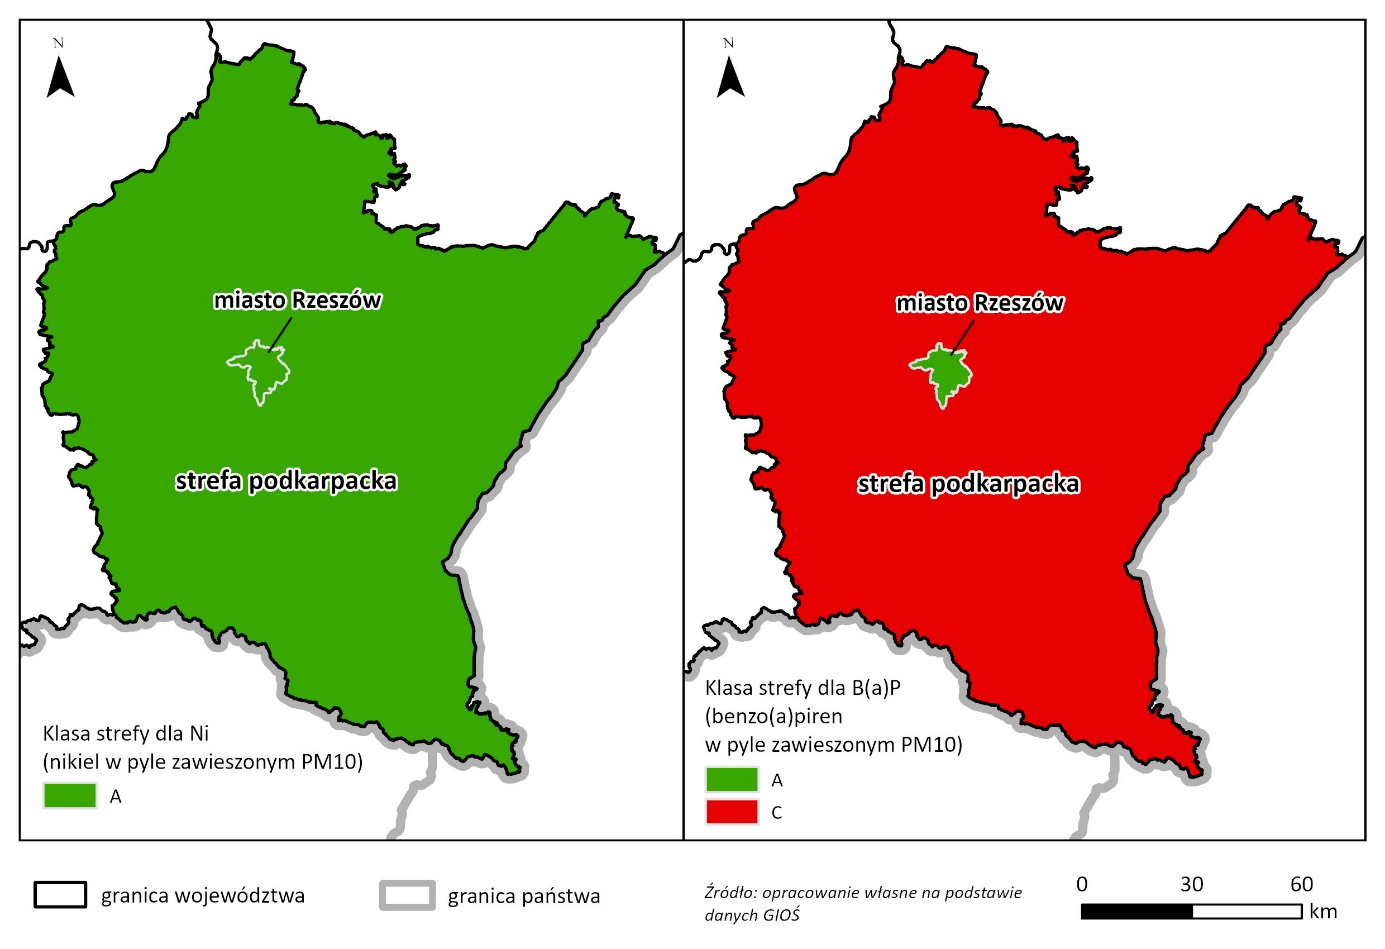 N
miasto Rzeszów
strefa podkarpacka
Klasa strefy dla Ni
(nikiel w pyle zawieszonym PM10)
A
N
miasto Rzeszów
strefa podkarpacka
Klasa strefy dla B(a)P
(benzo(a)piren
w pyle zawieszonym PM10)
A
C
granica województwa
granica państwa
Źródło: opracowanie własne na podstawie
danych GIOŚ
0 30 60
km